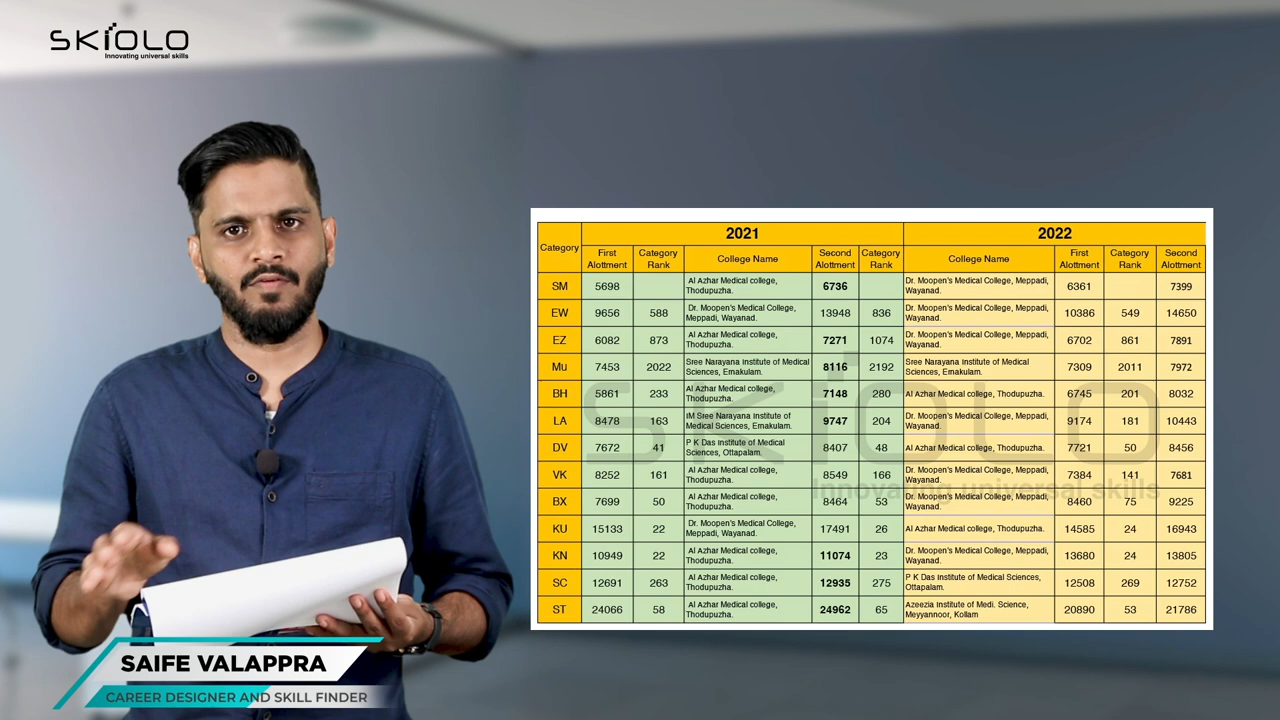 SKiOLO
Innovating universal skills
Category 2021 2022
First Alottment Category Rank College Name Second Alottment Category Rank College Name First Alottment Category Rank Second Alottment
SM 5698 Al Azhar Medical college, Thodupuzha. 6736 Dr. Moopen's Medical College, Meppadi, Wayanad. 6361 7399
EW 9656 588 Dr. Moopen's Medical College, Meppadi, Wayanad. 13948 836 Dr. Moopen's Medical College, Meppadi, Wayanad. 10386 549 14650
EZ 6082 873 Al Azhar Medical college, Thodupuzha. 7271 1074 Dr. Moopen's Medical College, Meppadi, Wayanad. 6702 861 7891
Mu 7453 2022 Sree Narayana Institute of Medical Sciences, Ernakulam. 8116 2192 Sree Narayana Institute of Medical Sciences, Ernakulam. 7309 2011 7972
BH 5861 233 Al Azhar Medical college, Thodupuzha. 7148 280 Al Azhar Medical college, Thodupuzha. 6745 201 8032
LA 8478 163 IM Sree Narayana Institute of Medical Sciences, Ernakulam. 9747 204 Dr. Moopen's Medical College, Meppadi, Wayanad. 9174 181 10443
DV 7672 41 P K Das Institute of Medical Sciences, Ottapalam. 8407 48 Al Azhar Medical college, Thodupuzha. 7721 50 8456
VK 8252 161 Al Azhar Medical college, Thodupuzha. 8549 166 Dr. Moopen's Medical College, Meppadi, Wayanad. 7384 141 7681
BX 7699 50 Al Azhar Medical college, Thodupuzha. 8464 53 Dr. Moopen's Medical College, Meppadi, Wayanad. 8460 75 9225
KU 15133 22 Dr. Moopen's Medical College, Meppadi, Wayanad. 17491 26 Al Azhar Medical college, Thodupuzha. 14585 24 16943
KN 10949 22 Al Azhar Medical college, Thodupuzha. 11074 23 Dr. Moopen's Medical College, Meppadi, Wayanad. 13680 24 13805
SC 12691 263 Al Azhar Medical college, Thodupuzha. 12935 275 P K Das Institute of Medical Sciences, Ottapalam. 12508 269 12752
ST 24066 58 Al Azhar Medical college, Thodupuzha. 24962 65 Azeezia Institute of Medi. Science, Meyyannoor, Kollam 20890 53 21786
SKiOLO
Innovating universal skills
SAIFE VALAPPRA
CAREER DESIGNER AND SKILL FINDER